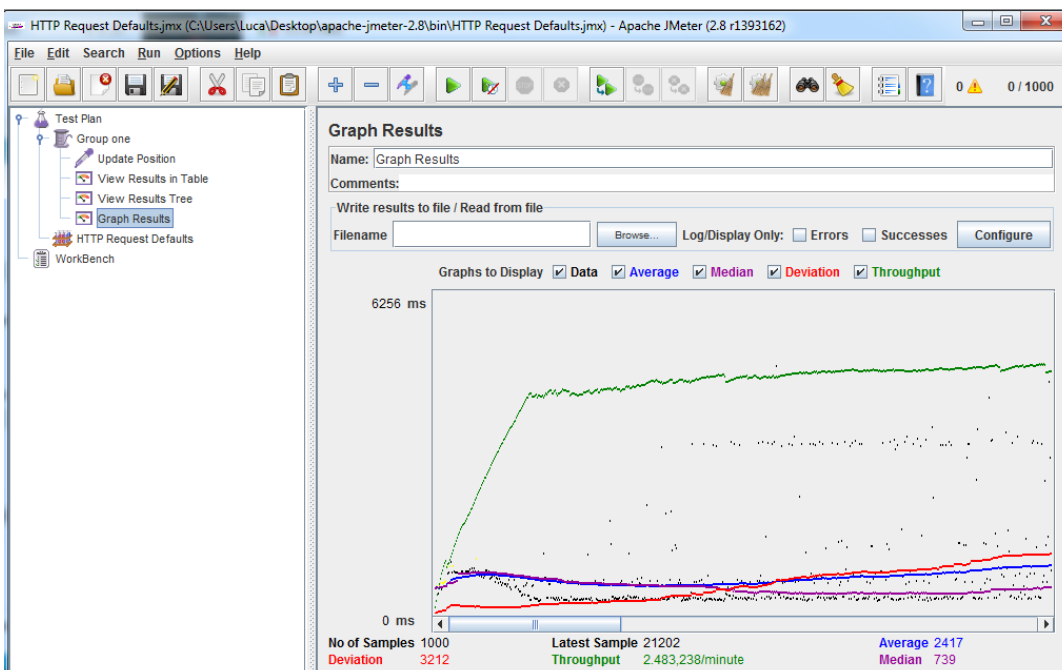 HTTP Request Defaults.jmx (C:\Users\Luca\Desktop\apache-jmeter-2.8\bin\HTTP Request Defaults.jmx) - Apache JMeter (2.8 r1393162)
File Edit Search Run Options Help
0 0 / 1000
Test Plan
Group one
Update Position
View Results in Table
View Results Tree
Graph Results
HTTP Request Defaults
WorkBench
Graph Results
Name: Graph Results
Comments:
Write results to file / Read from file
Filename Browse... Log/Display Only: Errors Successes Configure
Graphs to Display Data Average Median Deviation Throughput
6256 ms
0 ms
No of Samples 1000 Latest Sample 21202 Average 2417
Deviation 3212 Throughput 2.483,238/minute Median 739